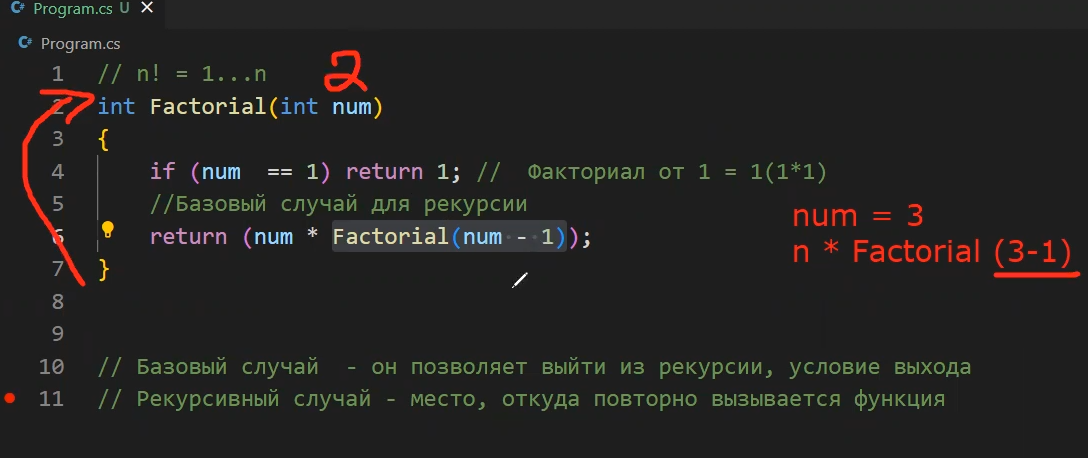 C# Program.cs U ×
C# Program.cs
1 // n! = 1...n
2
2 int Factorial(int num)
3 {
4 if (num == 1) return 1; // Факториал от 1 = 1(1*1)
5 //Базовый случай для рекурсии
6 return (num * Factorial(num - 1));
7 }
num = 3
n * Factorial (3-1)
8
9
10 // Базовый случай - он позволяет выйти из рекурсии, условие выхода
11 // Рекурсивный случай - место, откуда повторно вызывается функция